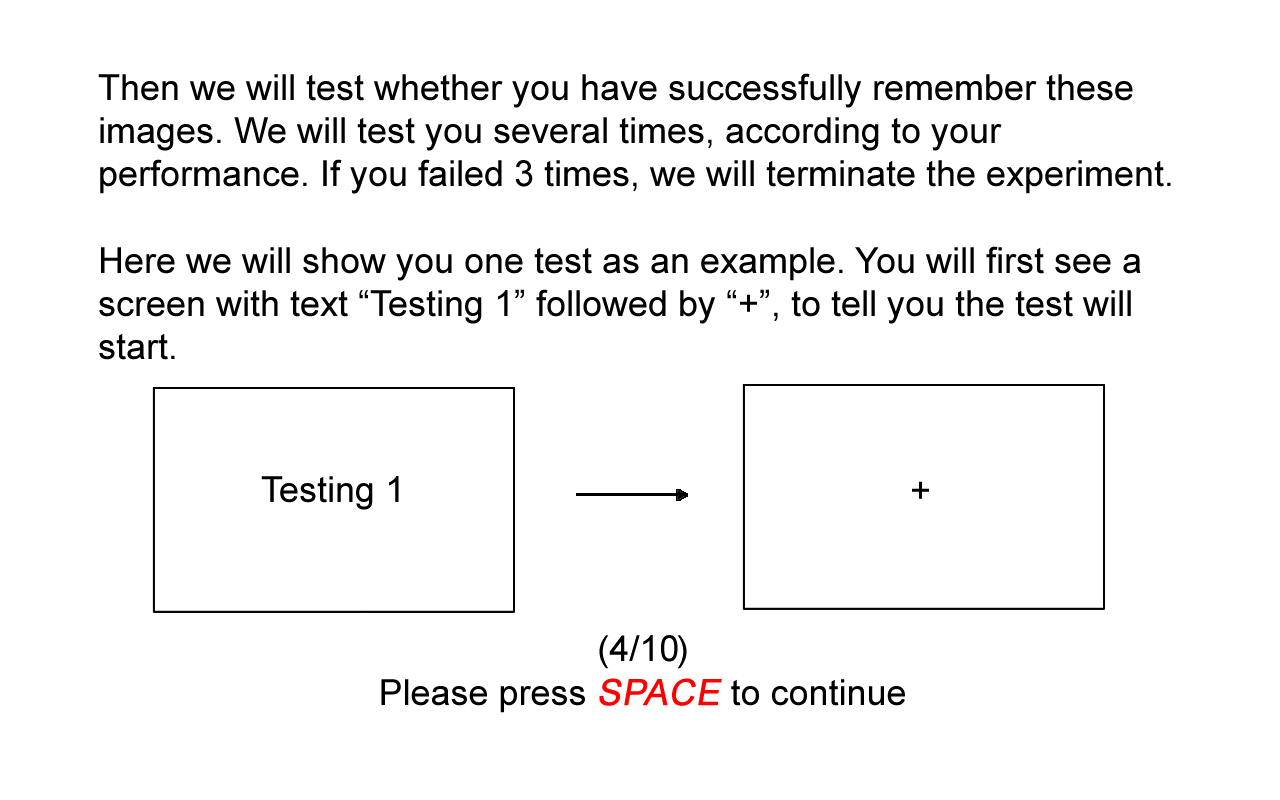 Then we will test whether you have successfully remember these
images. We will test you several times, according to your
performance. If you failed 3 times, we will terminate the experiment.
Here we will show you one test as an example. You will first see a
screen with text “Testing 1” followed by “+”, to tell you the test will
start.
Testing 1
+
(4/10)
Please press SPACE to continue